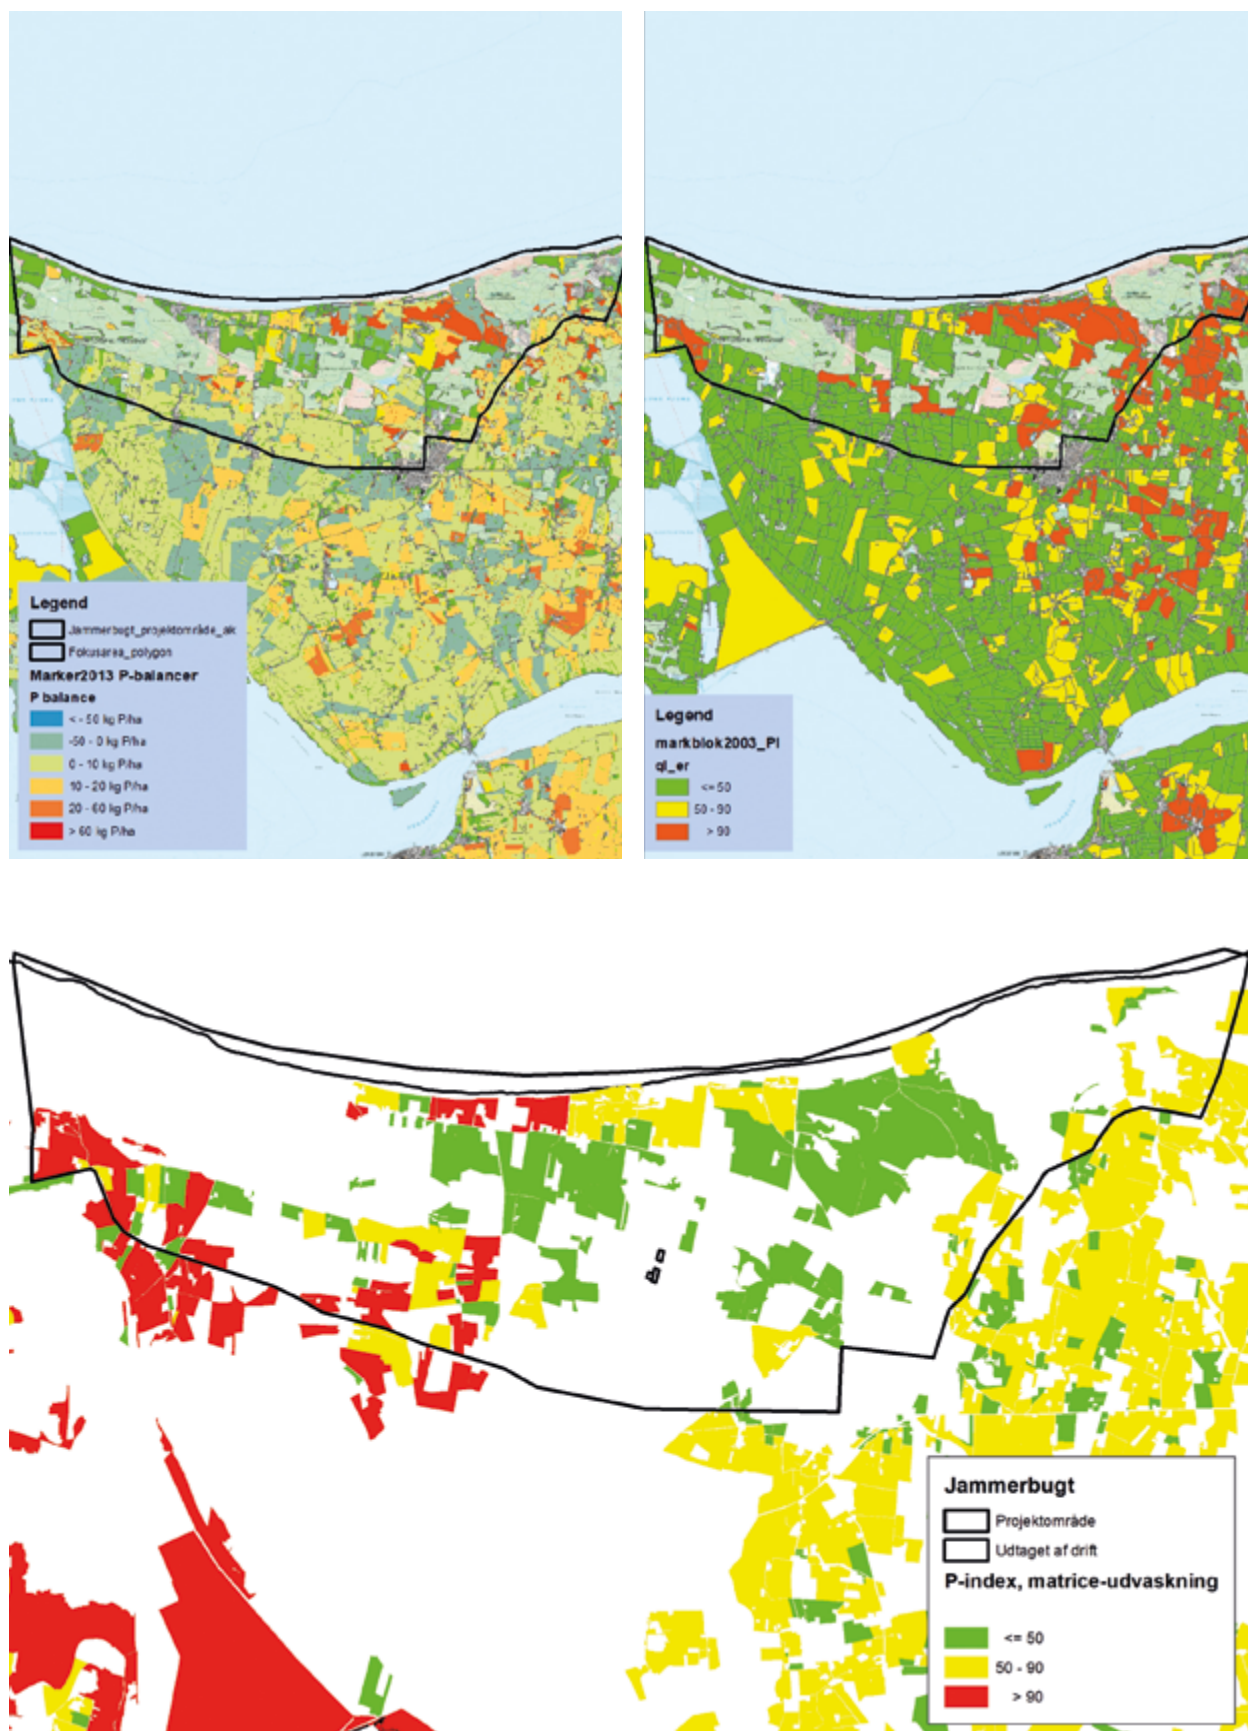 Legend
Jammerbugt_projektområde_ak
Fokusarea_polygon
Marker2013 P-balancer
P balance
< - 50 kg P/ha
-50 - 0 kg P/ha
0 - 10 kg P/ha
10 - 20 kg P/ha
20 - 60 kg P/ha
> 60 kg P/ha
Legend
markblok2003_PI
ql_er
<= 50
50 - 90
> 90
Jammerbugt
Projektområde
Udtaget af drift
P-index, matrice-udvaskning
<= 50
50 - 90
> 90